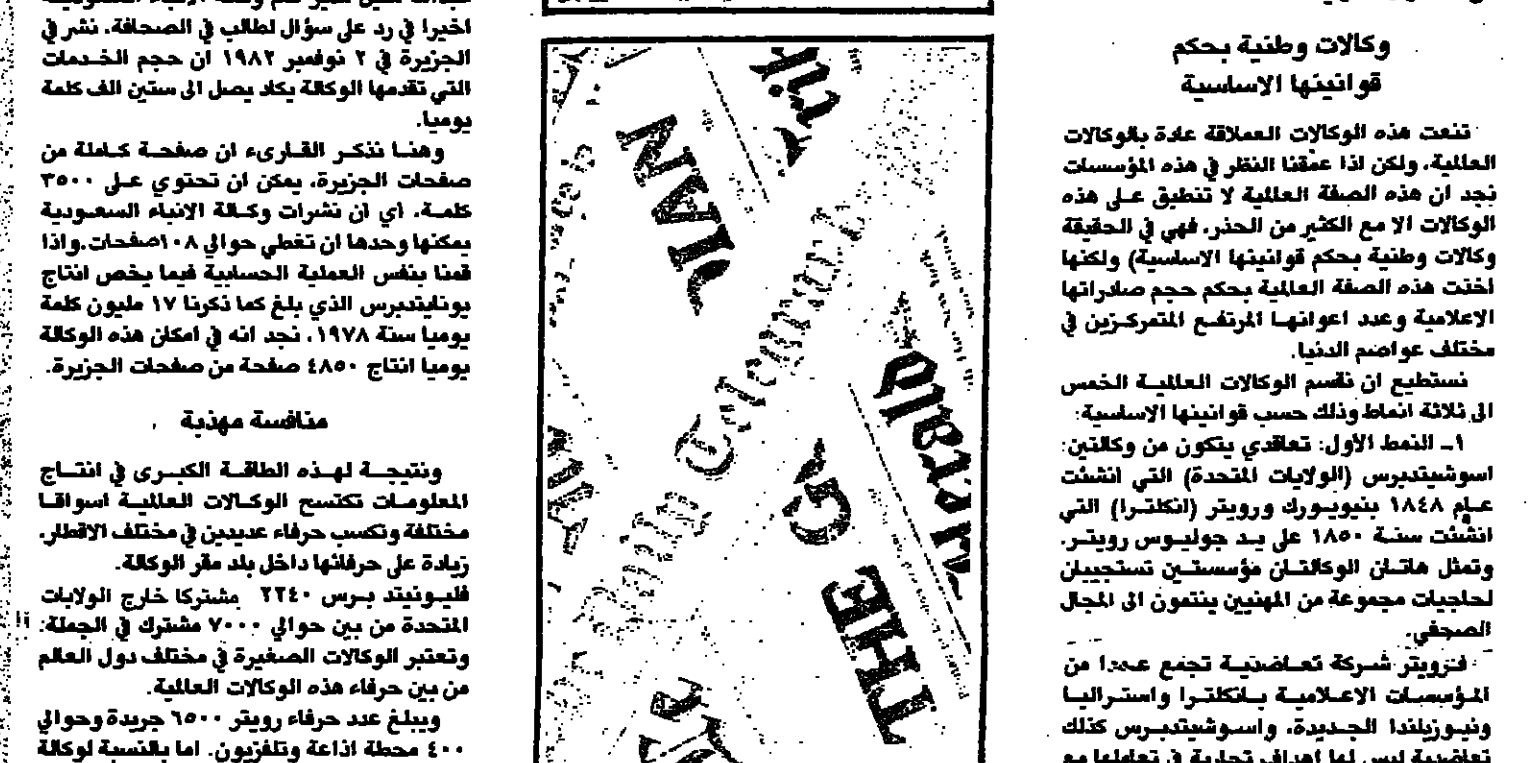 وكالات وطنية بحكم
قوانينها الاساسية
تنعت هذه الوكالات العملاقة عادة بالوكالات
العالمية، ولكن اذا عمقنا النظر في هذه المؤسسات
نجد ان هذه الصفة العالمية لا تنطبق على هذه
الوكالات الا مع الكثير من الحذر، فهي في الحقيقة
وكالات وطنية بحكم قوانينها الاساسية) ولكنها
اخذت هذه الصفة العالمية بحكم حجم صادراتها
الاعلامية وعدد اعوانها المرتفع المتمركزين في
مختلف عواصم الدنيا.
نستطيع ان نقسم الوكالات العالمية الخمس
الى ثلاثة انماط وذلك حسب قوانينها الاساسية:
١ـ النمط الأول: تعاقدي يتكون من وكالتين:
اسوشيتدبرس (الولايات المتحدة) التي انشئت
عام ١٨٤٨ بنيويورك ورويتر (انكلترا) التي
انشئت سنة ١٨٥٠ على يد جوليوس رويتر.
وتمثل هاتان الوكالتان مؤسستين تستجيبان
لحاجيات مجموعة من المهنيين ينتمون الى المجال
الصحفي.
فرويتر شركة تعاضدية تجمع عددا من
المؤسسات الاعلامية بانكلترا واستراليا
ونيوزيلندا الجديدة، واسوشيتدبرس كذلك
تعاضدية ليس لها اهداف تجارية في تعاملها مع
THE
اخيرا في رد على سؤال لطالب في الصحافة، نشر في
الجزيرة في ٢ نوفمبر ١٩٨٢ ان حجم الخدمات
التي تقدمها الوكالة يكاد يصل الى ستين الف كلمة
يوميا.
وهنا نذكر القارىء ان صفحة كاملة من
صفحات الجزيرة، يمكن ان تحتوي على ٣٥٠٠
كلمة، اي ان نشرات وكالة الانباء السعودية
يمكنها وحدها ان تغطي حوالي ١٠٨صفحات.واذا
قمنا بنفس العملية الحسابية فيما يخص انتاج
يونايتدبرس الذي بلغ كما ذكرنا ١٧ مليون كلمة
يوميا سنة ١٩٧٨، نجد انه في امكان هذه الوكالة
يوميا انتاج ٤٨٥٠ صفحة من صفحات الجزيرة.
منافسة مهذبة
ونتيجة لهذه الطاقة الكبرى في انتاج
المعلومات تكتسح الوكالات العالمية اسواقا
مختلفة وتكسب حرفاء عديدين في مختلف الاقطار،
زيادة على حرفائها داخل بلد مقر الوكالة.
فليونيتد برس ٢٢٤٠ مشتركا خارج الولايات
المتحدة من بين حوالي ٧٠٠٠ مشترك في الجملة:
وتعتبر الوكالات الصغيرة في مختلف دول العالم
من بين حرفاء هذه الوكالات العالمية.
ويبلغ عدد حرفاء رويتر ٦٥٠٠ جريدة وحوالي
٤٠٠ محطة اذاعة وتلفزيون. اما بالنسبة لوكالة